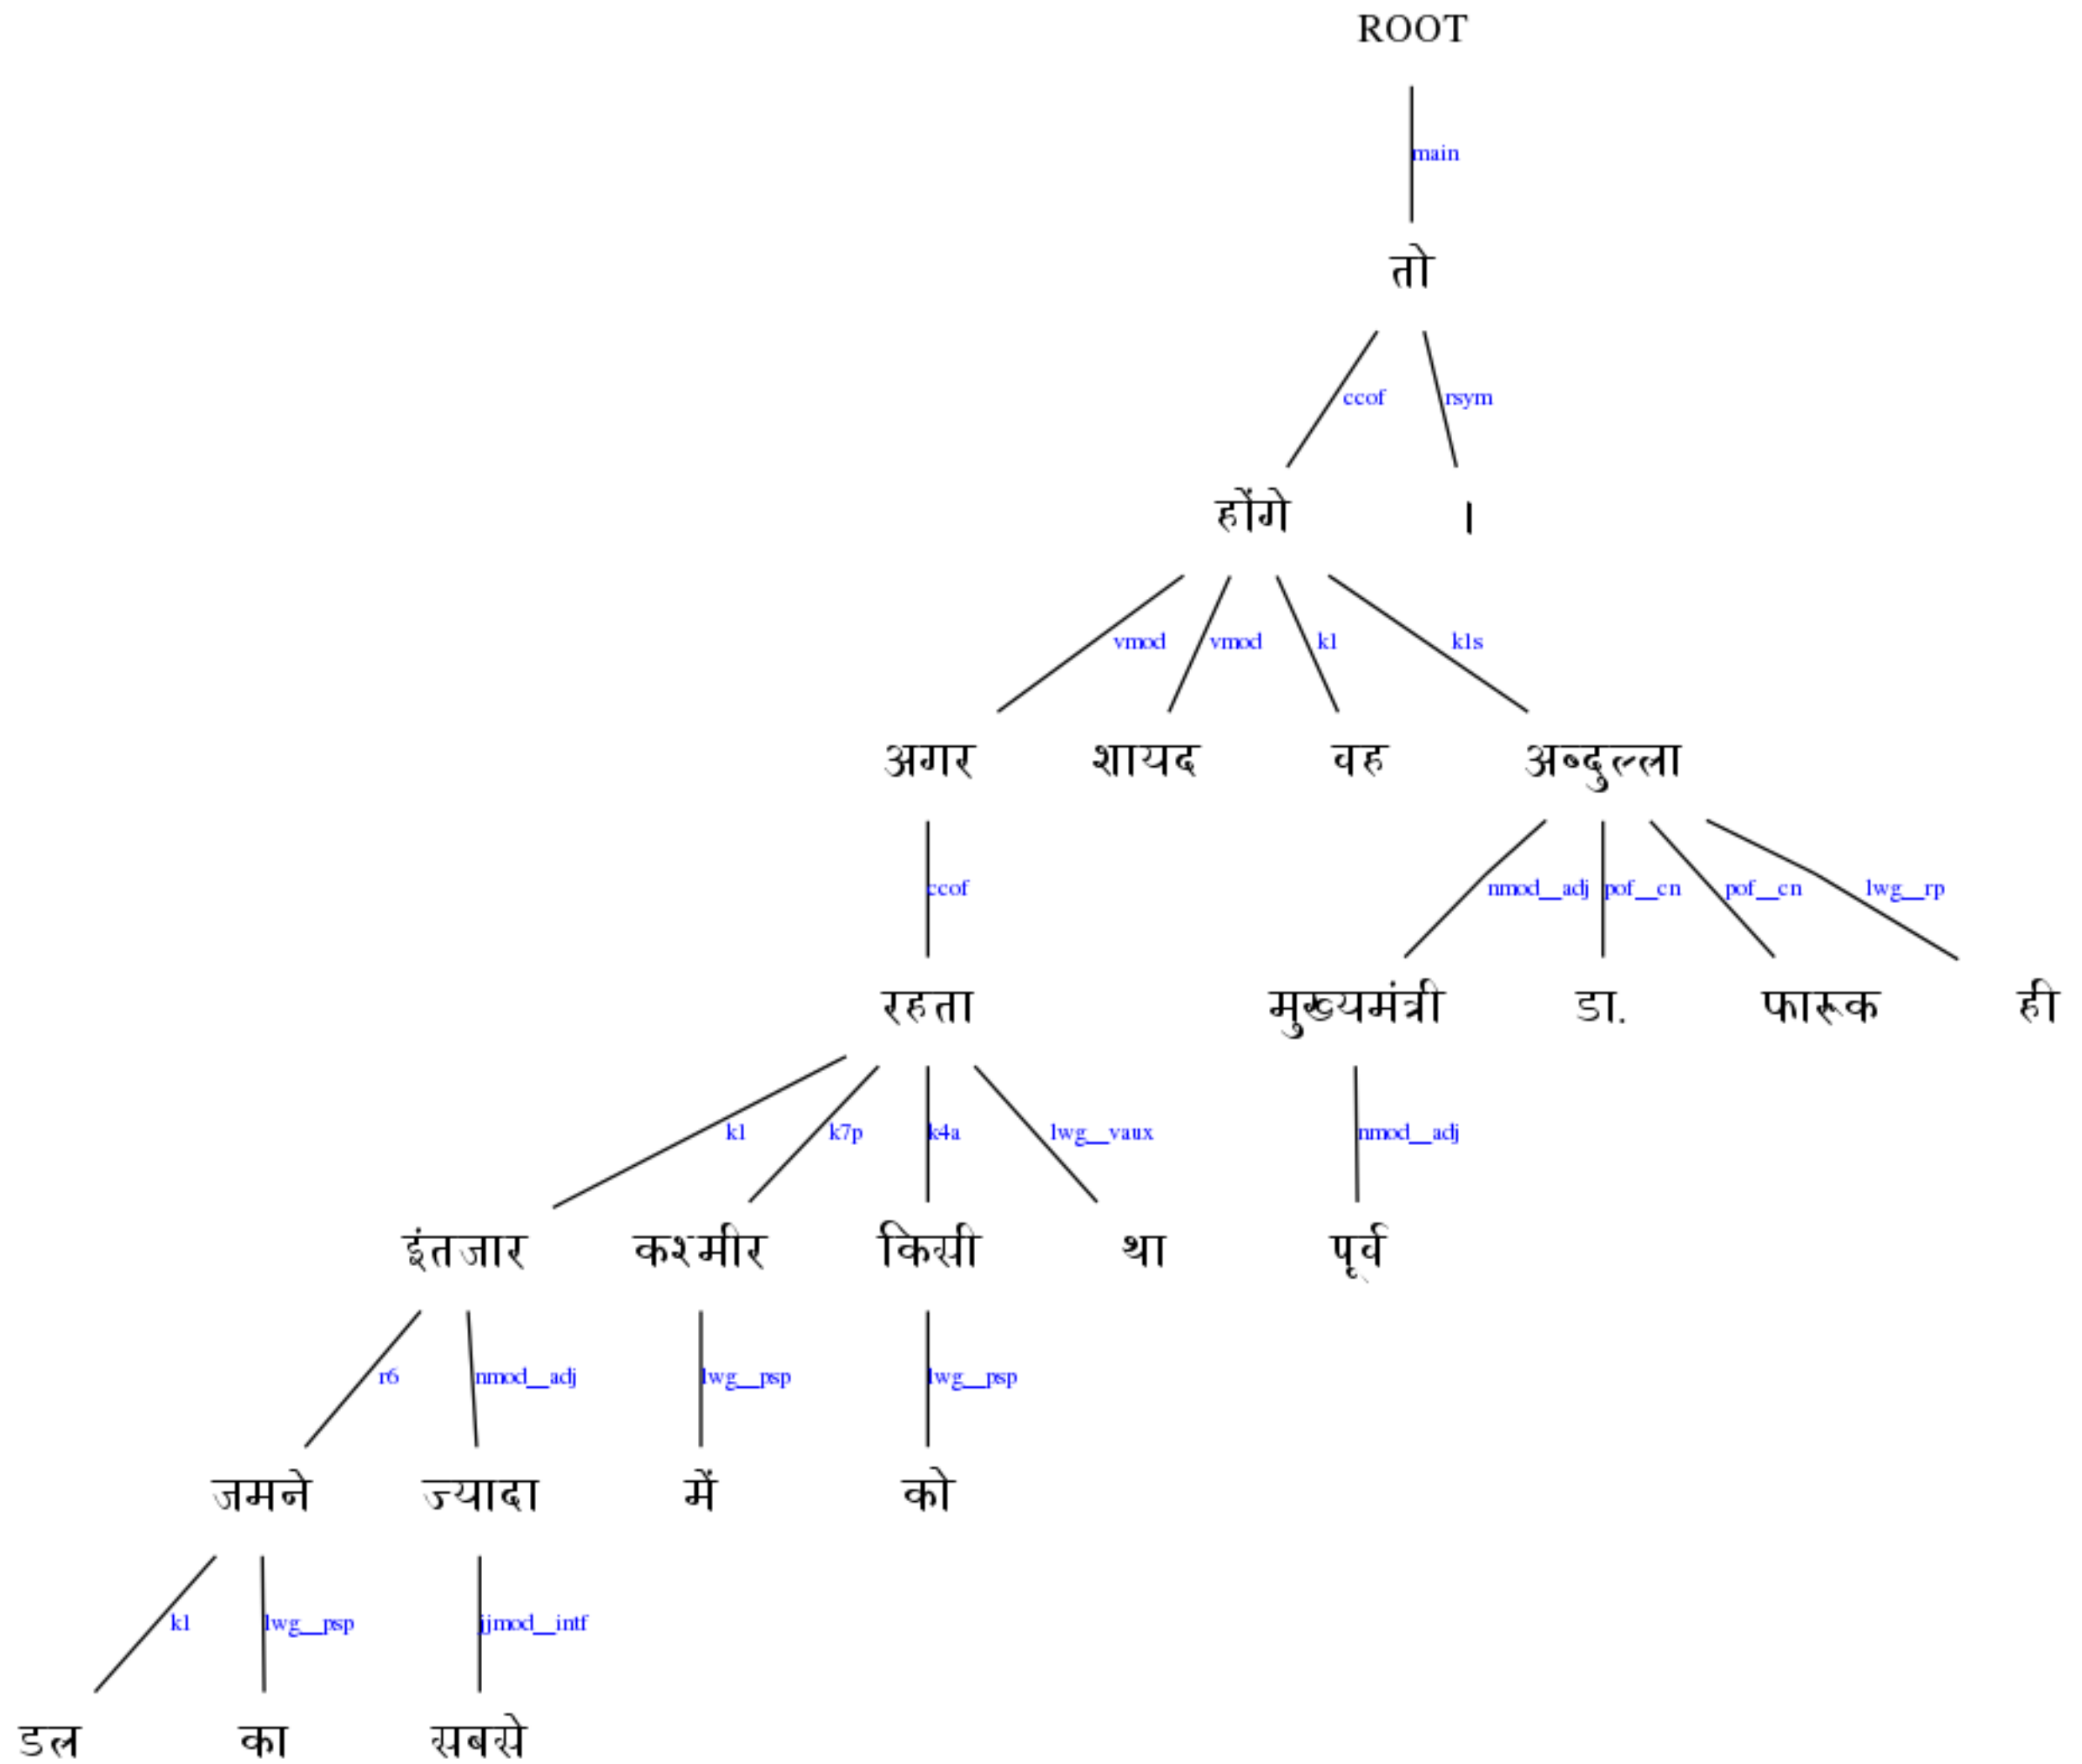 ROOT
main
तो
ccof rsym
होंगे ।
vmod vmod k1 k1s
अगर शायद वह अब्दुल्ला
ccof nmod__adj pof__cn pof__cn lwg__rp
रहता मुख्यमंत्री डा. फारूक ही
k1 k7p k4a lwg__vaux nmod__adj
इंतजार कश्मीर किसी था पूर्व
r6 nmod__adj lwg__psp lwg__psp
जमने ज्यादा में को
k1 lwg__psp jjmod__intf
डल का सबसे